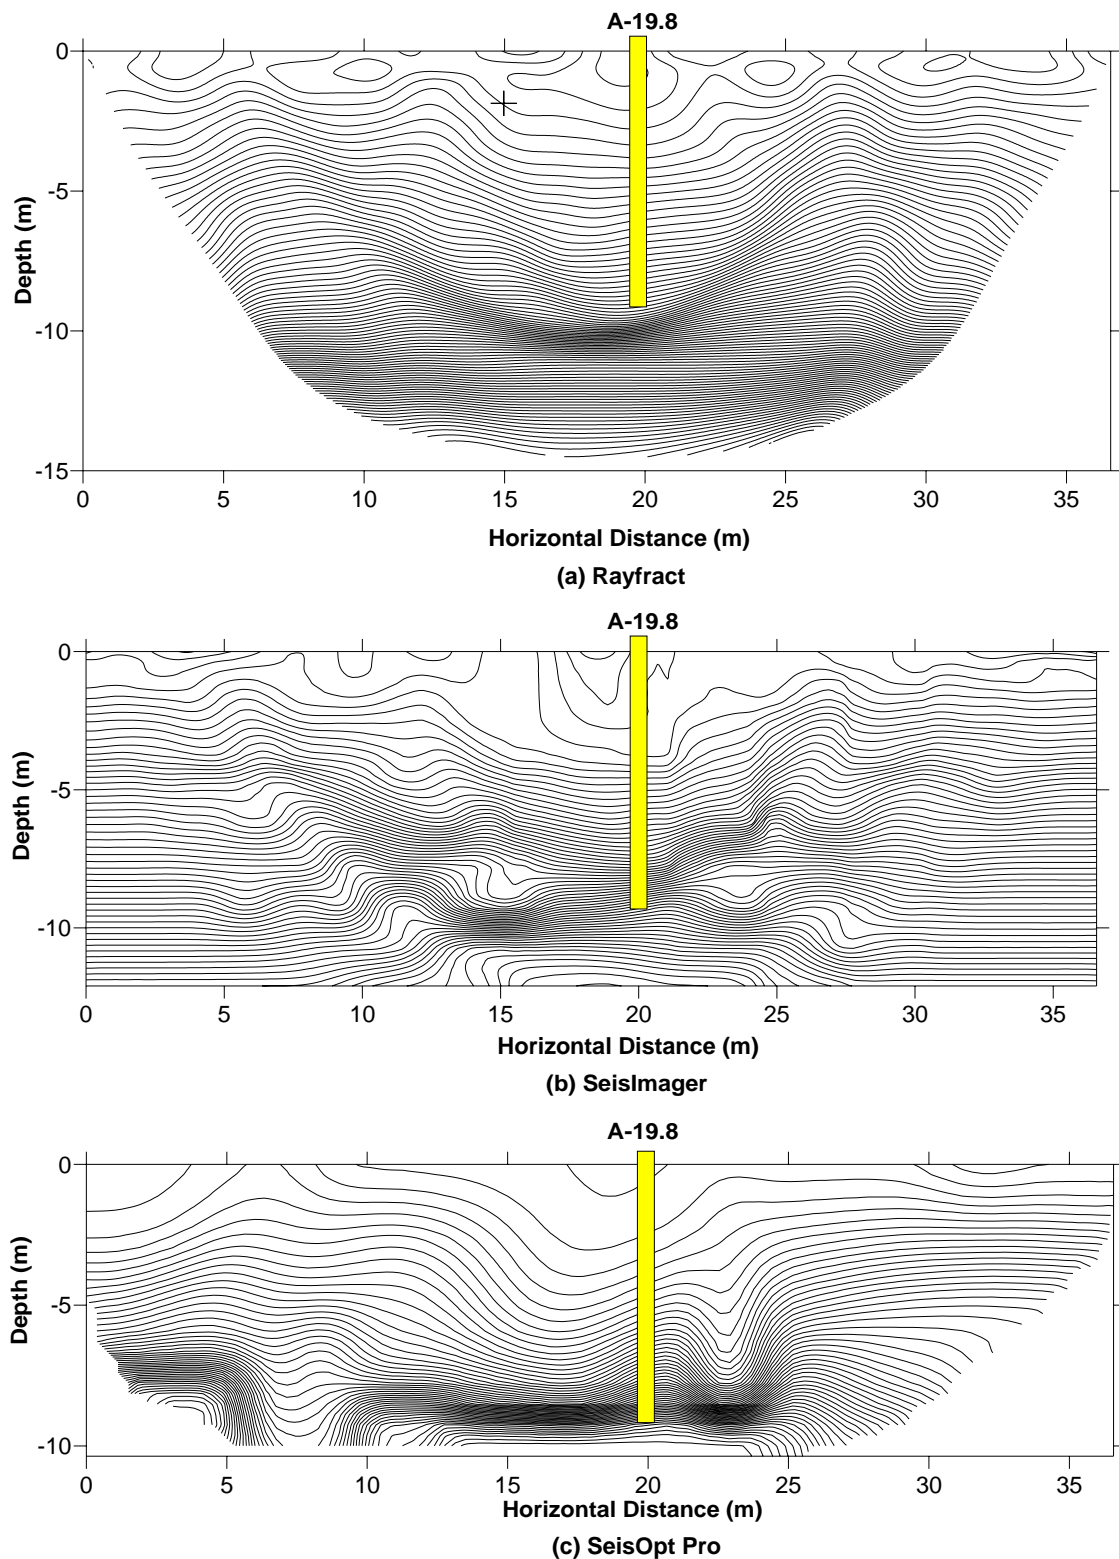 A-19.8
0
-5
-10
-15
Depth (m)
0 5 10 15 20 25 30 35
Horizontal Distance (m)
(a) Rayfract
A-19.8
0
-5
-10
Depth (m)
0 5 10 15 20 25 30 35
Horizontal Distance (m)
(b) SeisImager
A-19.8
0
-5
-10
Depth (m)
0 5 10 15 20 25 30 35
Horizontal Distance (m)
(c) SeisOpt Pro